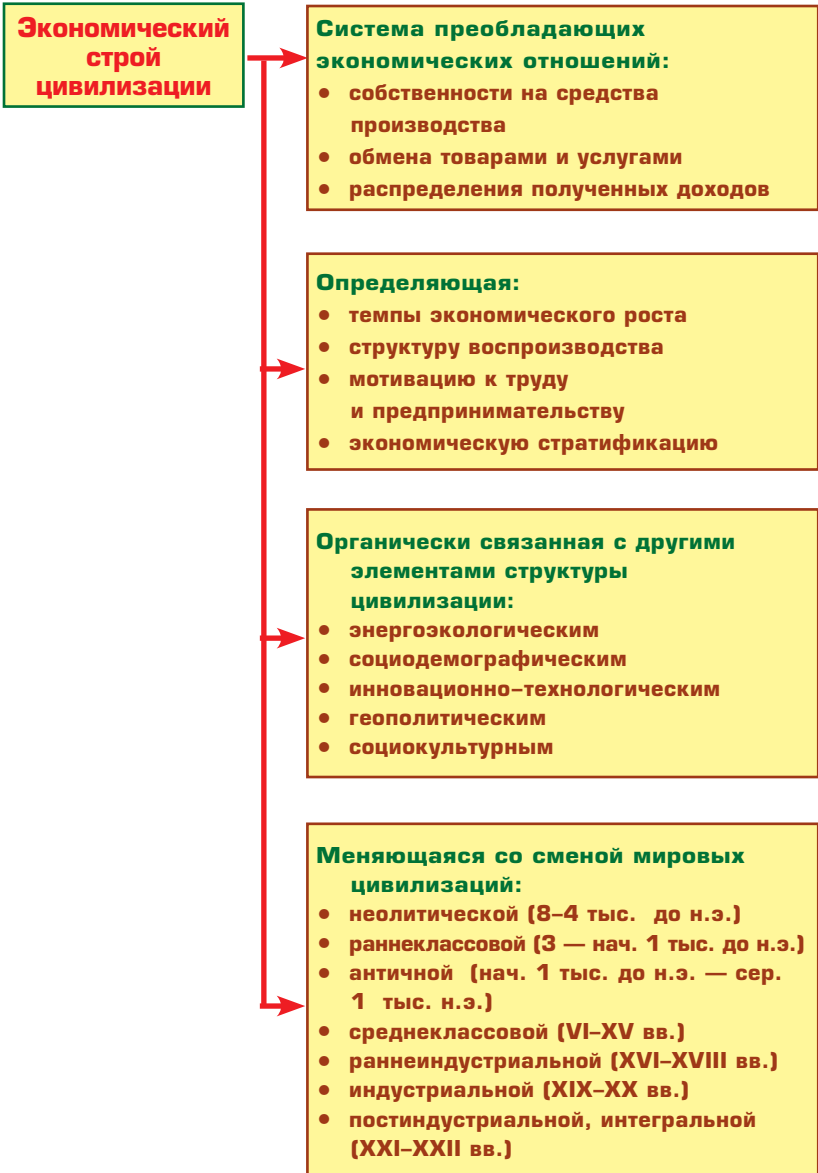 Экономический
строй
цивилизации
Система преобладающих
экономических отношений:
• собственности на средства
производства
• обмена товарами и услугами
• распределения полученных доходов
Определяющая:
• темпы экономического роста
• структуру воспроизводства
• мотивацию к труду
и предпринимательству
• экономическую стратификацию
Органически связанная с другими
элементами структуры
цивилизации:
• энергоэкологическим
• социодемографическим
• инновационно–технологическим
• геополитическим
• социокультурным
Меняющаяся со сменой мировых
цивилизаций:
• неолитической (8–4 тыс. до н.э.)
• раннеклассовой (3 — нач. 1 тыс. до н.э.)
• античной (нач. 1 тыс. до н.э. — сер.
1 тыс. н.э.)
• среднеклассовой (VI–XV вв.)
• раннеиндустриальной (XVI–XVIII вв.)
• индустриальной (XIX–XX вв.)
• постиндустриальной, интегральной
(XXI–XXII вв.)